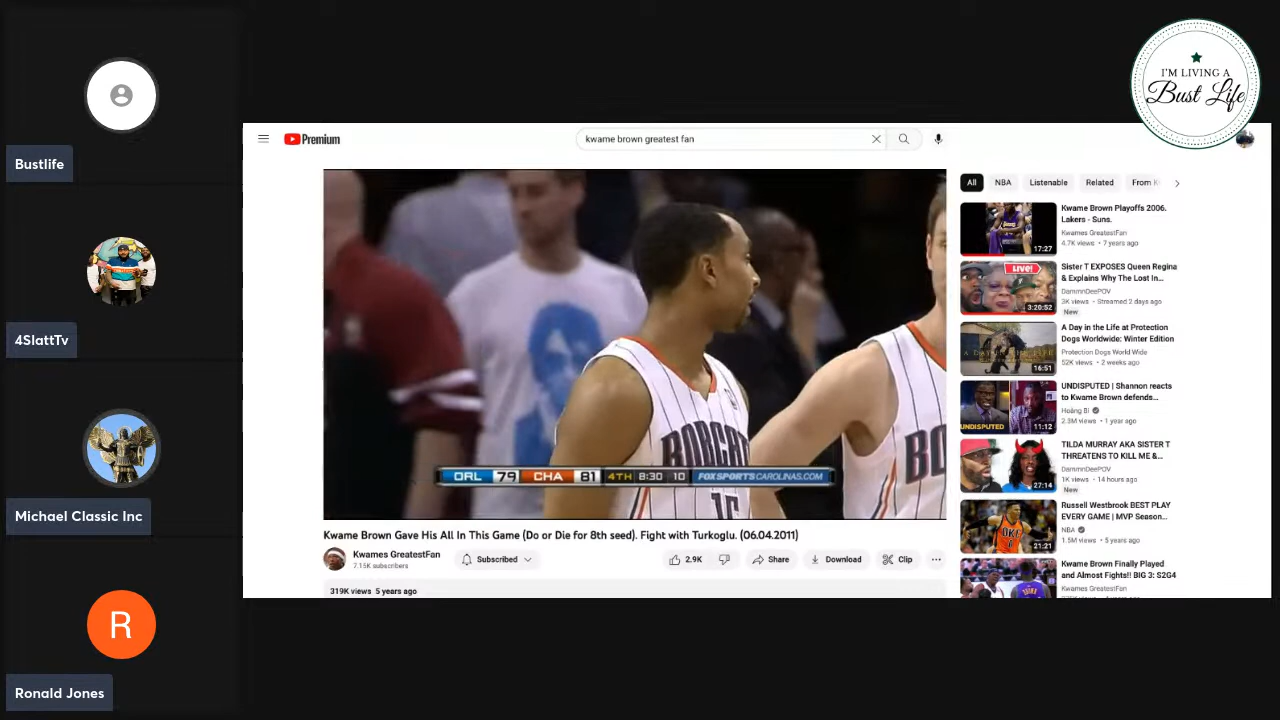 Bustlife
4SlattTv
Michael Classic Inc
R
Ronald Jones
I'M LIVING A
Bust Life
Premium
kwame brown greatest fan
ORL 79 CHA 81 4TH 8:30 10 FOXSPORTSCAROLINAS.COM
Kwame Brown Gave His All In This Game (Do or Die for 8th seed). Fight with Turkoglu. (06.04.2011)
Kwames GreatestFan
7.15K subscribers
Subscribed
2.9K
Share
Download
Clip
319K views 5 years ago
All
NBA
Listenable
Related
Kwame Brown Playoffs 2006.
Lakers - Suns.
Kwames GreatestFan
4.7K views • 7 years ago
17:27
Sister T EXPOSES Queen Regina
& Explains Why The Lost In...
DammnDeePOV
3K views • Streamed 2 days ago
New
LIVE!
3:20:52
A Day in the Life at Protection
Dogs Worldwide: Winter Edition
Protection Dogs World Wide
52K views • 2 weeks ago
16:51
UNDISPUTED | Shannon reacts
to Kwame Brown defends...
Hoàng Bì
2.3M views • 1 year ago
UNDISPUTED
11:12
TILDA MURRAY AKA SISTER T
THREATENS TO KILL ME &...
DammnDeePOV
1K views • 14 hours ago
New
27:14
Russell Westbrook BEST PLAY
EVERY GAME | MVP Season...
NBA
1.5M views • 5 years ago
21:21
Kwame Brown Finally Played
and Almost Fights!! BIG 3: S2G4
Kwames GreatestFan